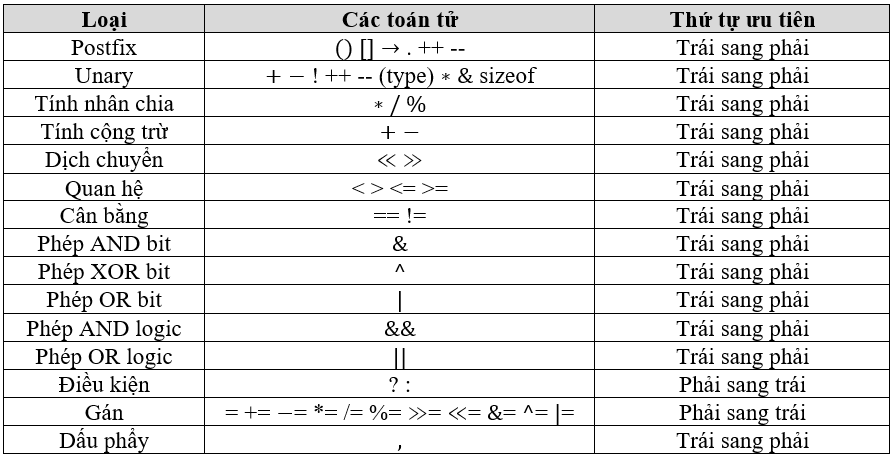 Loại Các toán tử Thứ tự ưu tiên
Postfix () [] → . ++ -- Trái sang phải
Unary + − ! ++ -- (type) * & sizeof Trái sang phải
Tính nhân chia * / % Trái sang phải
Tính cộng trừ + − Trái sang phải
Dịch chuyển ≪ ≫ Trái sang phải
Quan hệ < > <= >= Trái sang phải
Cân bằng == != Trái sang phải
Phép AND bit & Trái sang phải
Phép XOR bit ^ Trái sang phải
Phép OR bit | Trái sang phải
Phép AND logic && Trái sang phải
Phép OR logic || Trái sang phải
Điều kiện ? : Phải sang trái
Gán = += −= *= /= %= ≫= ≪= &= ^= |= Phải sang trái
Dấu phẩy , Trái sang phải